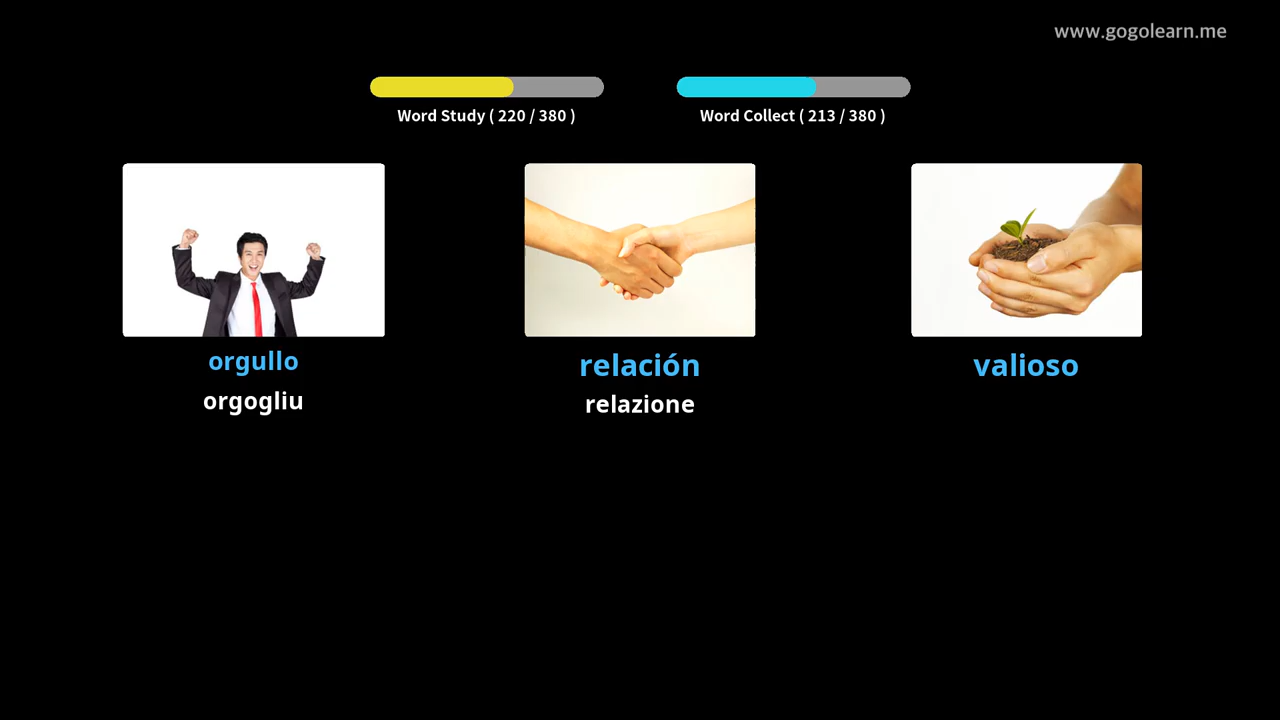 www.gogolearn.me
Word Study ( 220 / 380 )
Word Collect ( 213 / 380 )
orgullo
orgogliu
relación
relazione
valioso